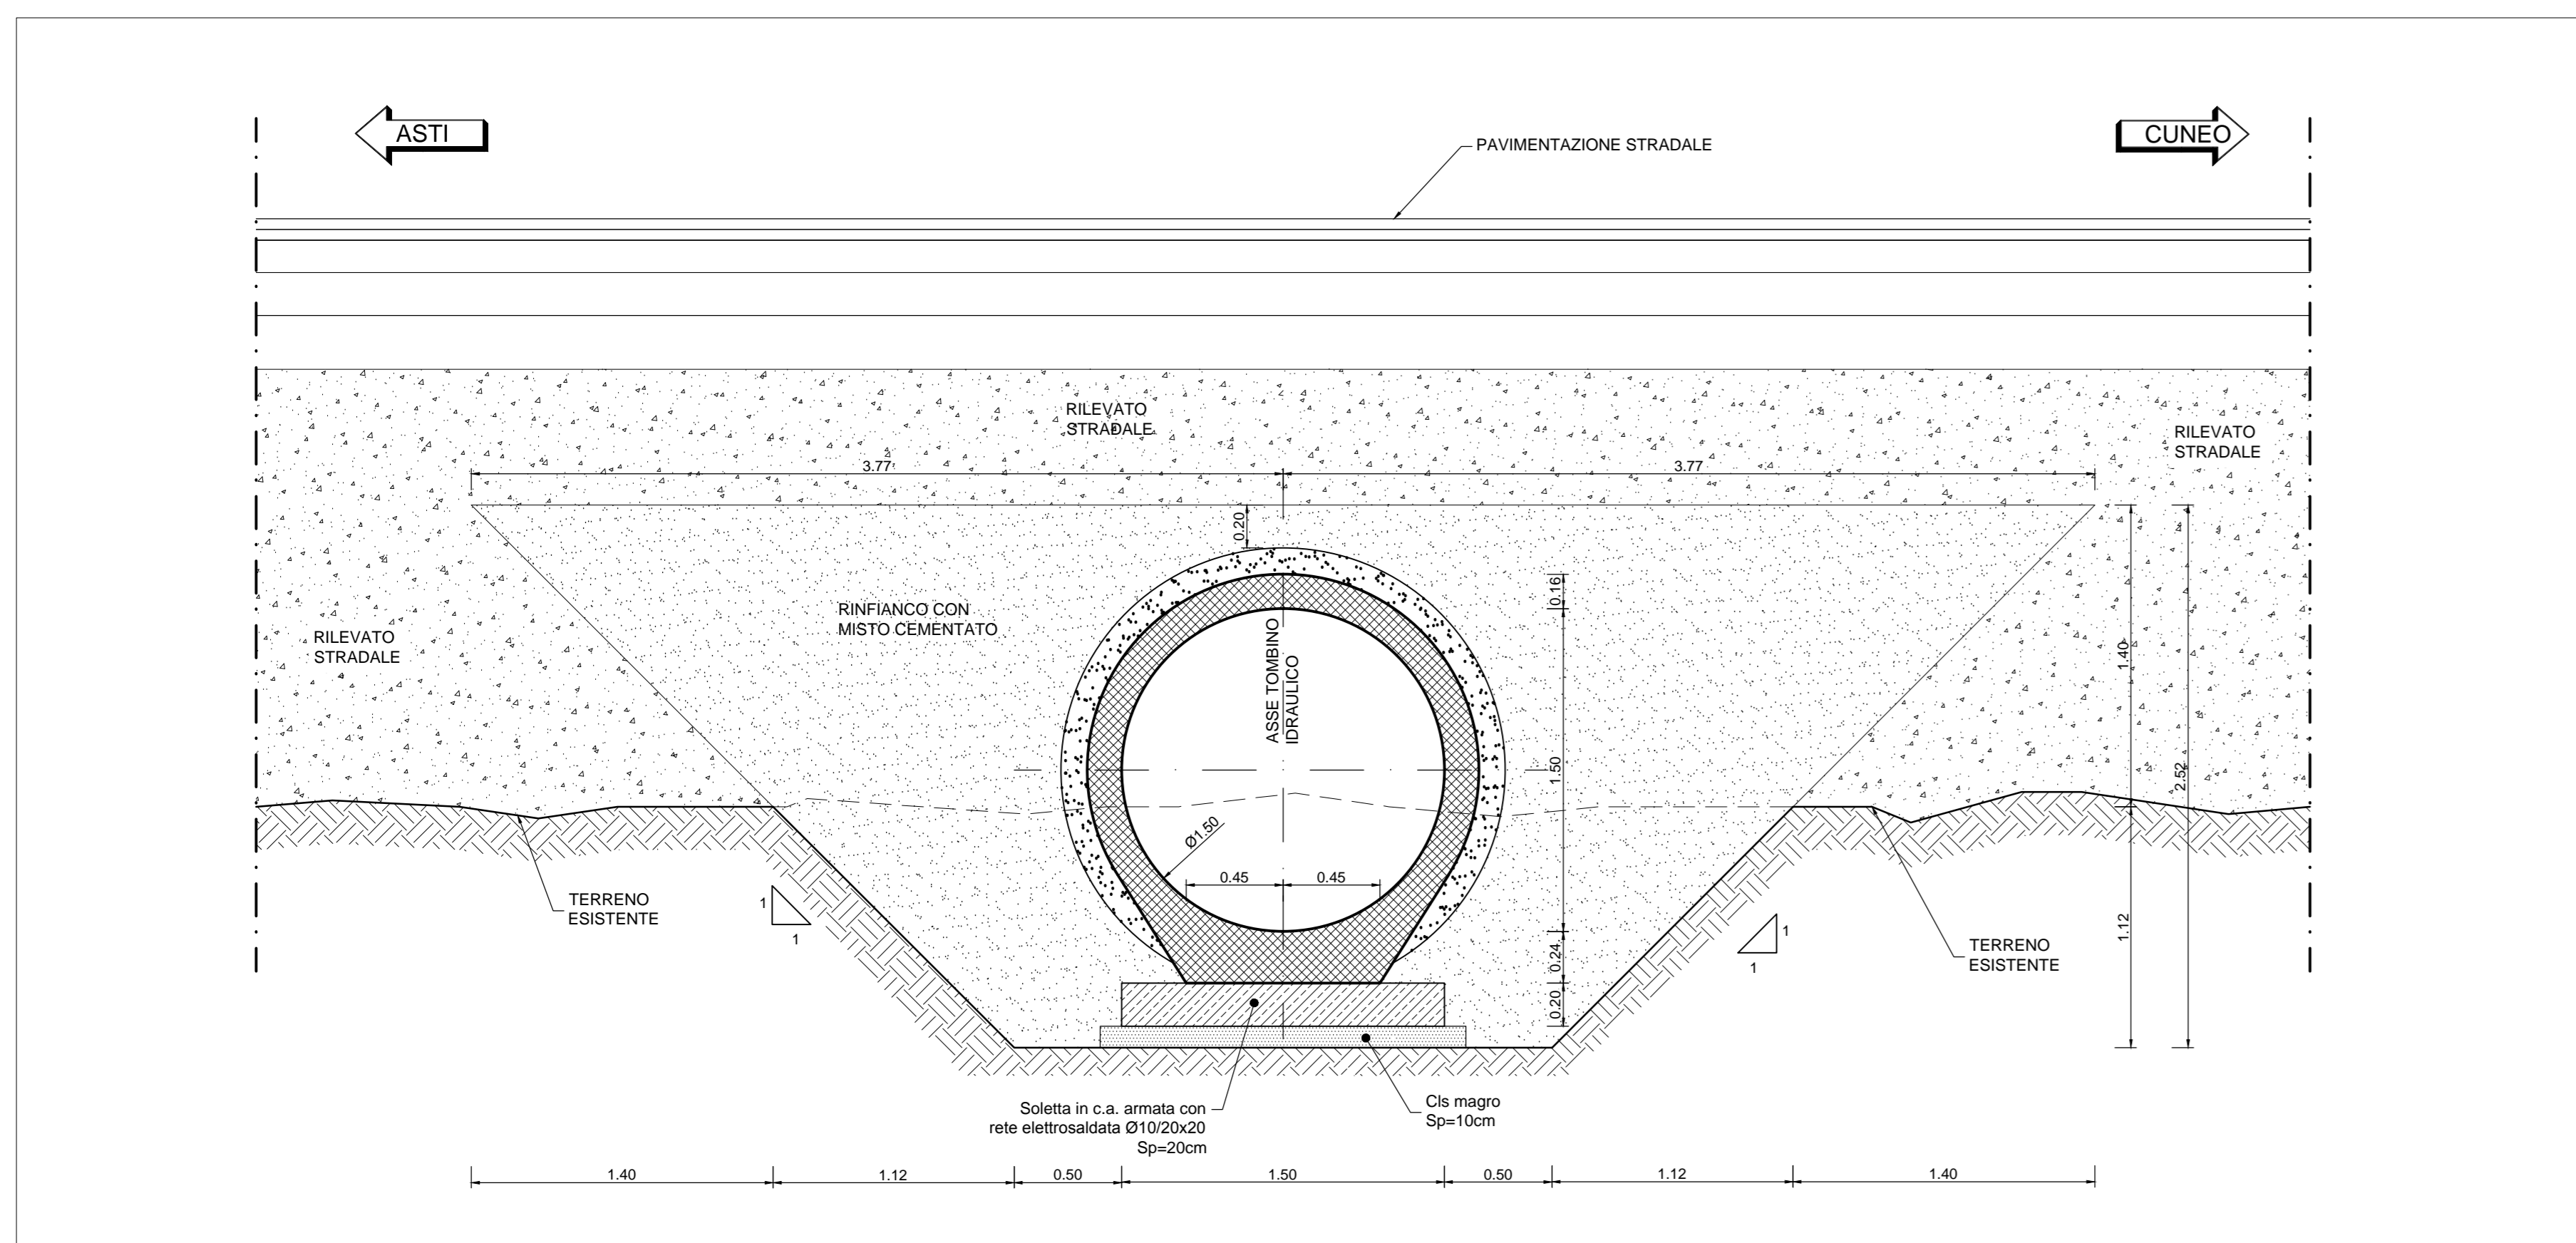 ASTI
CUNEO
PAVIMENTAZIONE STRADALE
RILEVATO
STRADALE
RILEVATO
STRADALE
3.77
3.77
0.20
RINFIANCO CON
MISTO CEMENTATO
RILEVATO
STRADALE
ASSE TOMBINO
IDRAULICO
0.16
1.40
1.50
2.52
Ø1.50
0.45
0.45
TERRENO
ESISTENTE
1
1
1
1
1.12
TERRENO
ESISTENTE
0.24
0.20
Soletta in c.a. armata con
rete elettrosaldata Ø10/20x20
Sp=20cm
Cls magro
Sp=10cm
1.40
1.12
0.50
1.50
0.50
1.12
1.40